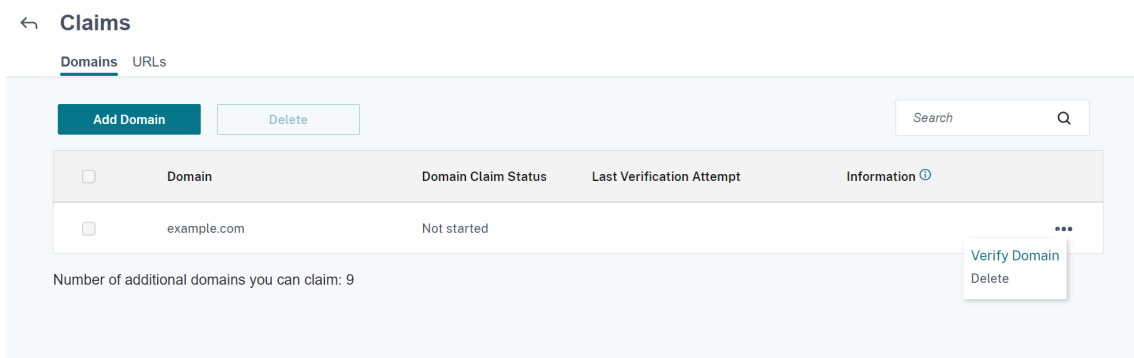 Claims
Domains URLs
Add Domain Delete Search
Domain Domain Claim Status Last Verification Attempt Information
example.com Not started
Verify Domain
Delete
Number of additional domains you can claim: 9